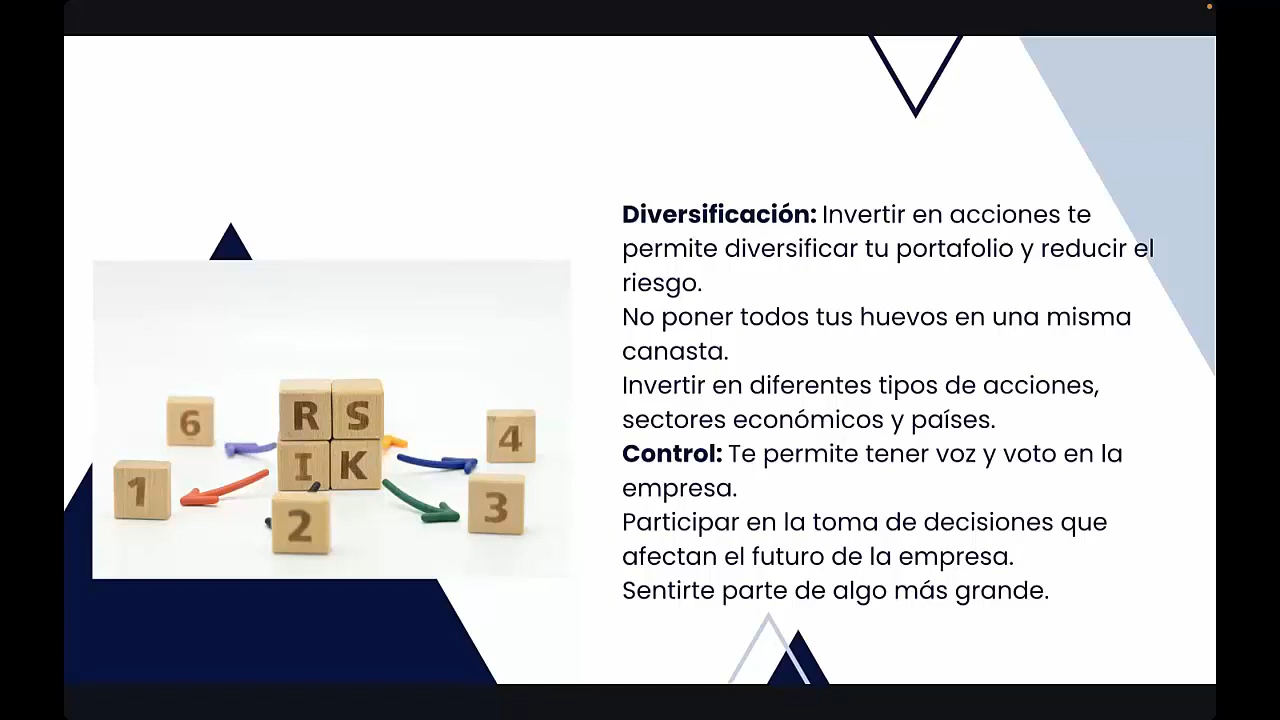 Diversificación: Invertir en acciones te
permite diversificar tu portafolio y reducir el
riesgo.
No poner todos tus huevos en una misma
canasta.
Invertir en diferentes tipos de acciones,
sectores económicos y países.
Control: Te permite tener voz y voto en la
empresa.
Participar en la toma de decisiones que
afectan el futuro de la empresa.
Sentirte parte de algo más grande.
R S
I K
6
4
1
3
2